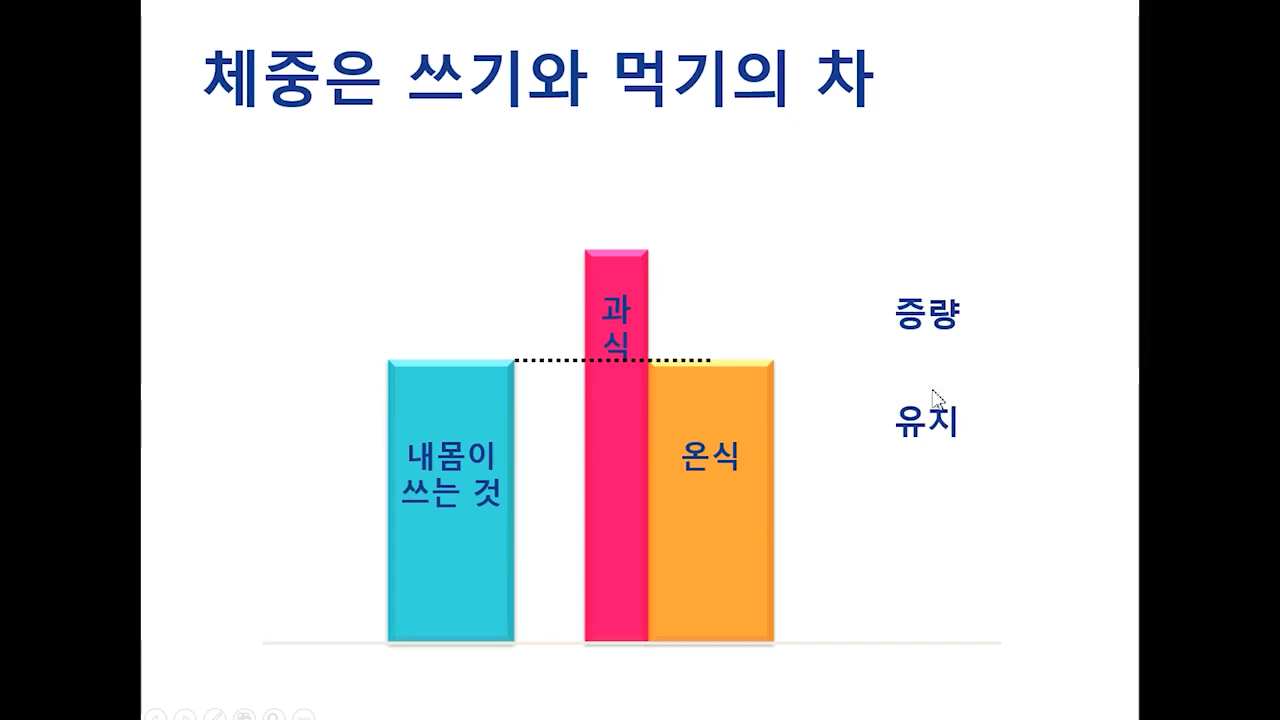 체중은 쓰기와 먹기의 차
과
식
증량
유지
내몸이
쓰는 것
온식